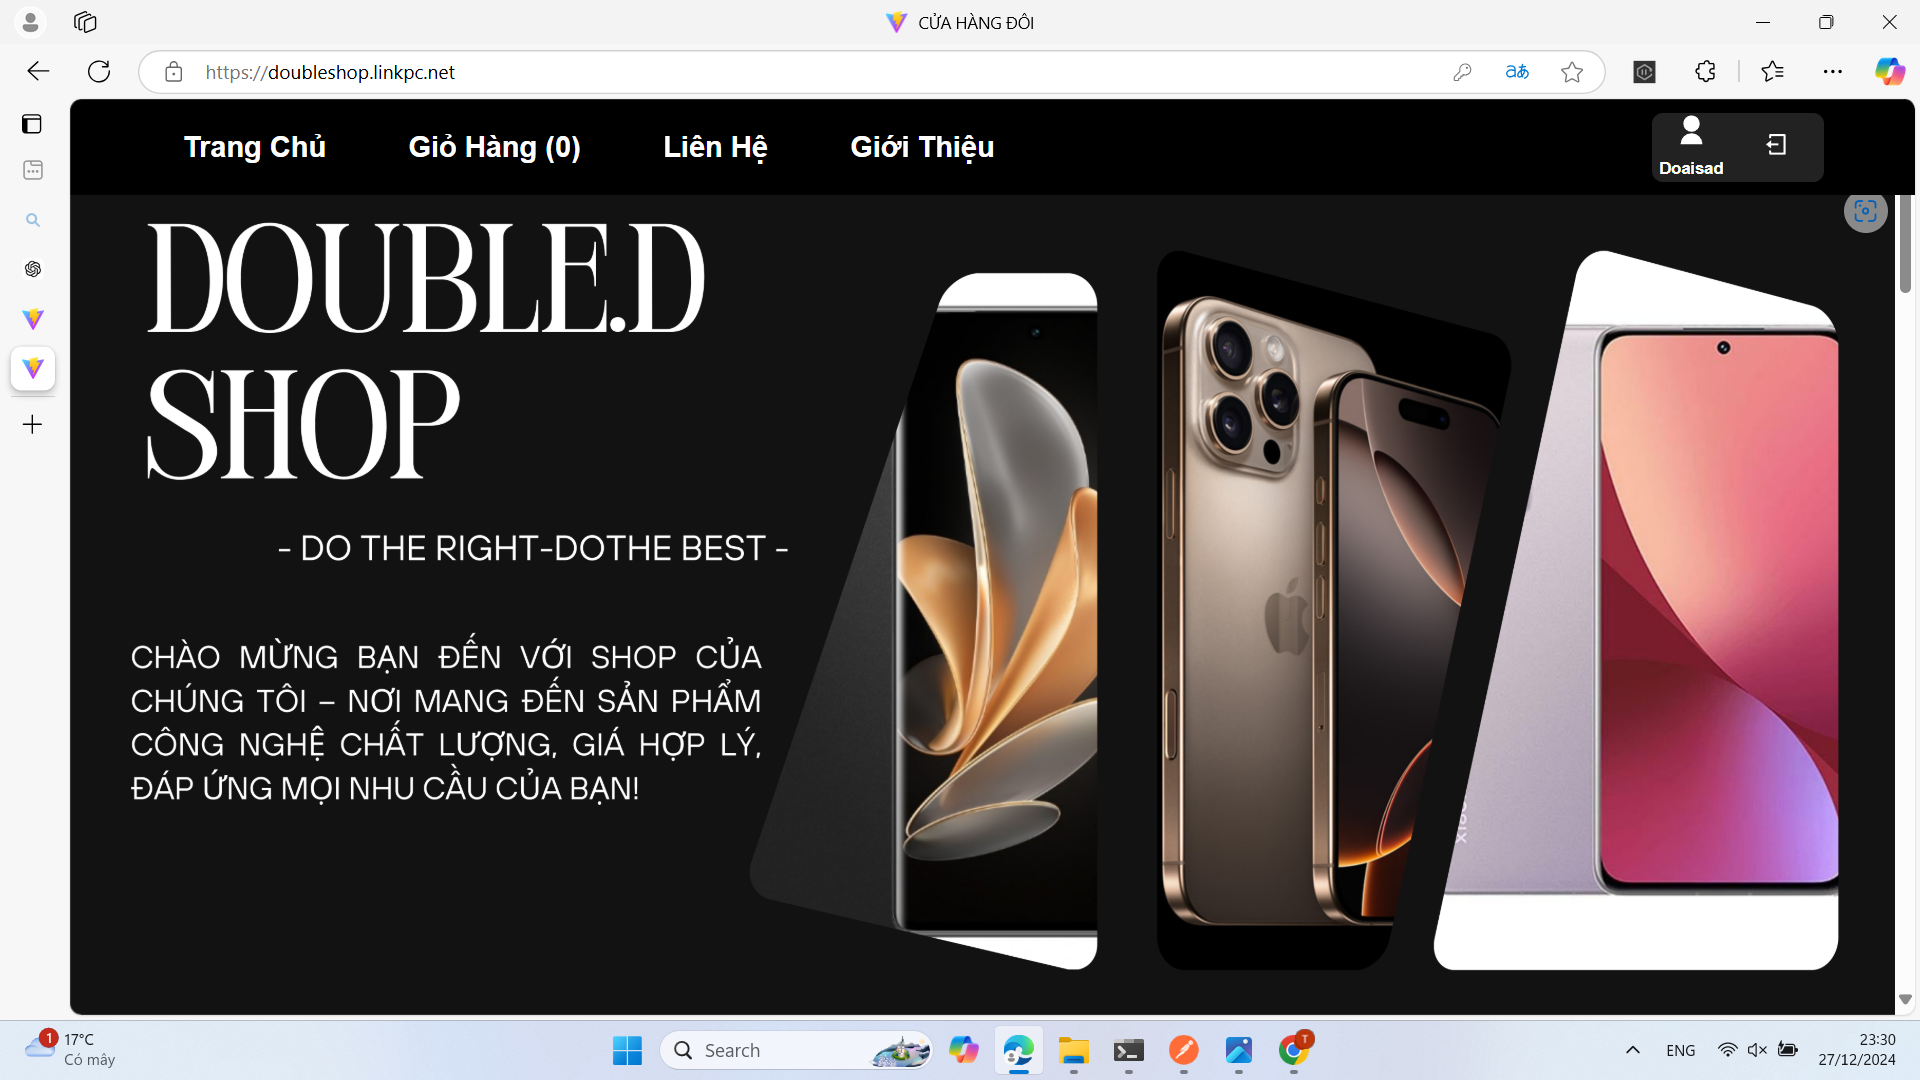 CỬA HÀNG ĐÔI
https://doubleshop.linkpc.net
aあ
Trang Chủ
Giỏ Hàng (0)
Liên Hệ
Giới Thiệu
Doaisad
DOUBLE.D
SHOP
- DO THE RIGHT-DOTHE BEST -
CHÀO MỪNG BẠN ĐẾN VỚI SHOP CỦA
CHÚNG TÔI – NƠI MANG ĐẾN SẢN PHẨM
CÔNG NGHỆ CHẤT LƯỢNG, GIÁ HỢP LÝ,
ĐÁP ỨNG MỌI NHU CẦU CỦA BẠN!
1
17°C
Có mây
Search
T
ENG
23:30
27/12/2024